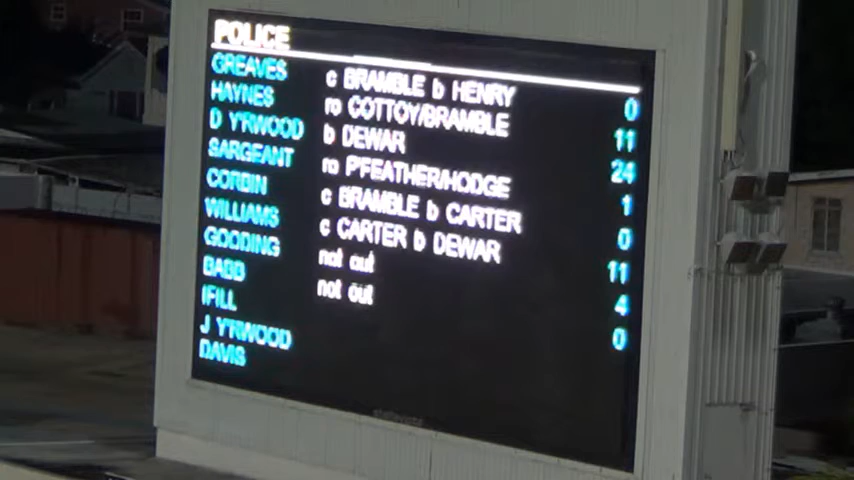 POLICE
GREAVES c BRAMBLE b HENRY 0
HAYNES ro COTTOY/BRAMBLE 11
D Y'RWOOD b DEWAR 24
SARGEANT ro PFEATHER/HODGE 1
CORBIN c BRAMBLE b CARTER 0
WILLIAMS c CARTER b DEWAR 11
GOODING not out 4
BABB not out 0
IFILL
J Y'RWOOD
DAVIS